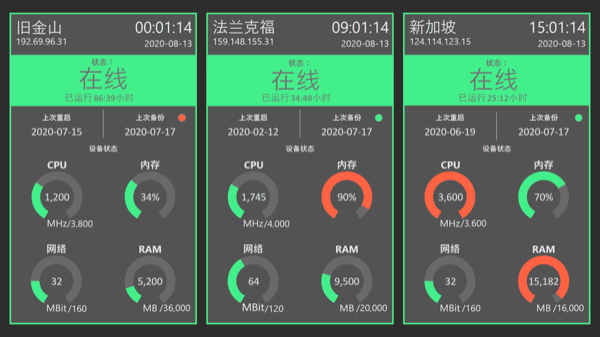 旧金山 00:01:14
192.69.96.31 2020-08-13
状态：
在线
已运行 86:39小时
上次重启 上次备份
2020-07-15 2020-07-17
设备状态
CPU 内存
1,200 34%
MHz/3,800
网络 RAM
32 5,200
MBit /160 MB /36,000
法兰克福 09:01:14
159.148.155.31 2020-08-13
状态：
在线
已运行 34:48小时
上次重启 上次备份
2020-02-12 2020-07-17
设备状态
CPU 内存
1,745 90%
MHz/4,000
网络 RAM
64 9,500
MBit/120 MB /20,000
新加坡 15:01:14
124.114.123.15 2020-08-13
状态：
在线
已运行 25:12小时
上次重启 上次备份
2020-06-19 2020-07-17
设备状态
CPU 内存
3,600 70%
MHz/3,600
网络 RAM
32 15,182
MBit /160 MB /16,000